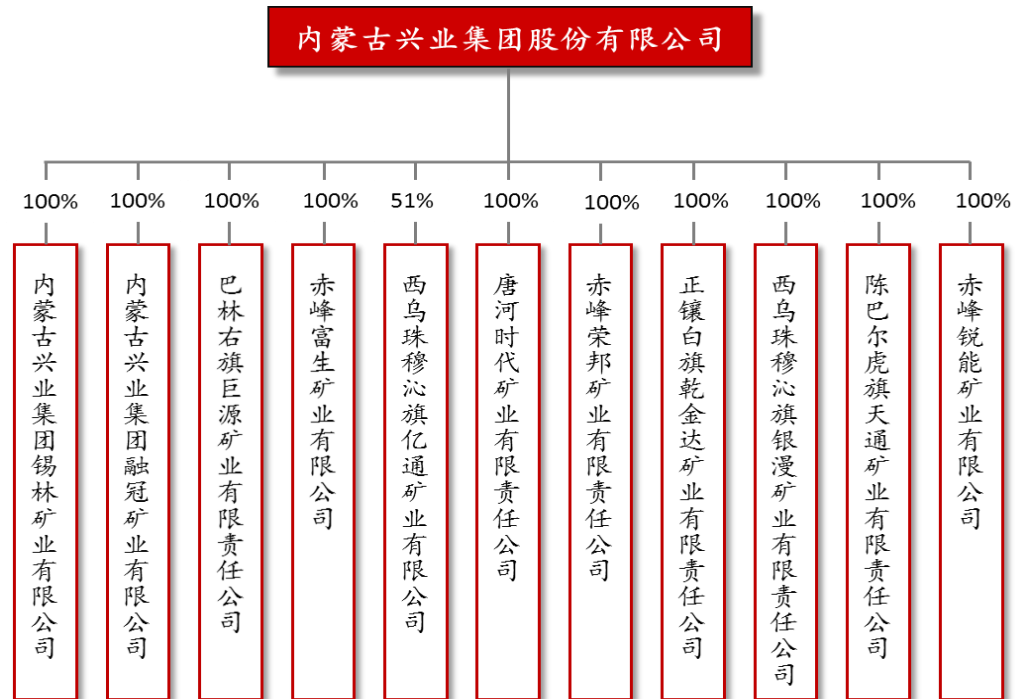 内蒙古兴业集团股份有限公司
100%
100%
100%
100%
51%
100%
100%
100%
100%
100%
100%
内蒙古兴业集团锡林矿业有限公司
内蒙古兴业集团融冠矿业有限公司
巴林右旗巨源矿业有限责任公司
赤峰富生矿业有限公司
西乌珠穆沁旗亿通矿业有限公司
唐河时代矿业有限责任公司
赤峰荣邦矿业有限责任公司
正镶白旗乾金达矿业有限责任公司
西乌珠穆沁旗银漫矿业有限责任公司
陈巴尔虎旗天通矿业有限责任公司
赤峰锐能矿业有限公司